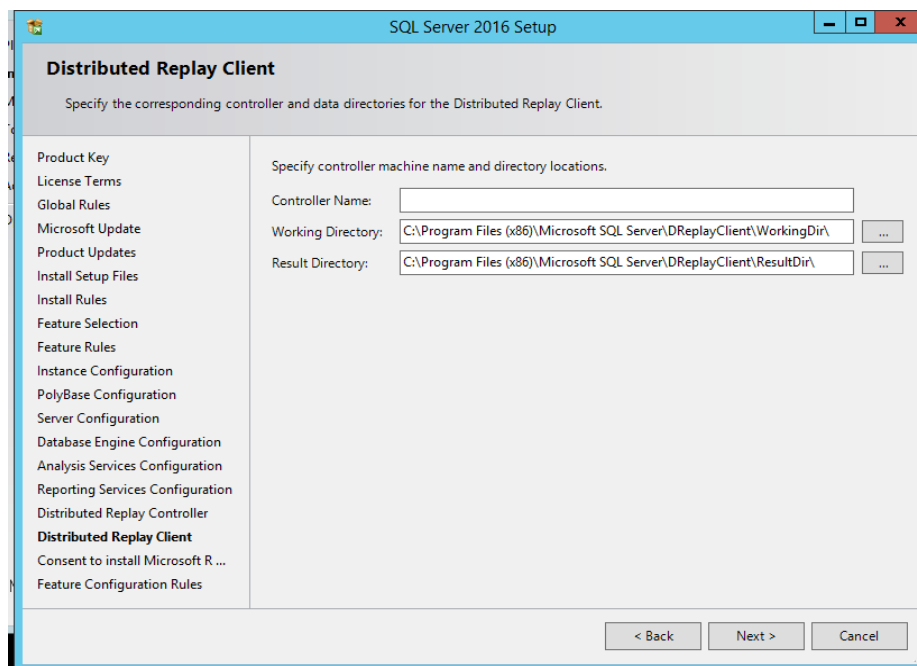 SQL Server 2016 Setup
Distributed Replay Client
Specify the corresponding controller and data directories for the Distributed Replay Client.
Product Key
License Terms
Global Rules
Microsoft Update
Product Updates
Install Setup Files
Install Rules
Feature Selection
Feature Rules
Instance Configuration
PolyBase Configuration
Server Configuration
Database Engine Configuration
Analysis Services Configuration
Reporting Services Configuration
Distributed Replay Controller
Distributed Replay Client
Consent to install Microsoft R ...
Feature Configuration Rules
Specify controller machine name and directory locations.
Controller Name:
Working Directory: C:\Program Files (x86)\Microsoft SQL Server\DReplayClient\WorkingDir\ ...
Result Directory: C:\Program Files (x86)\Microsoft SQL Server\DReplayClient\ResultDir\ ...
< Back Next > Cancel